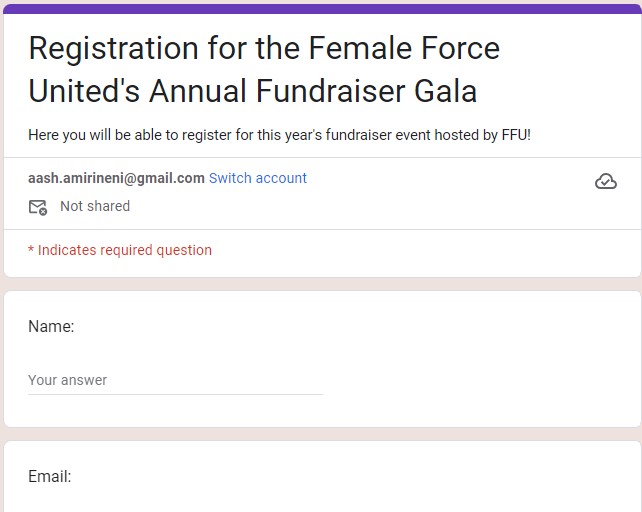 Registration for the Female Force
United's Annual Fundraiser Gala
Here you will be able to register for this year's fundraiser event hosted by FFU!
aash.amirineni@gmail.com Switch account
Not shared
* Indicates required question
Name:
Your answer
Email: